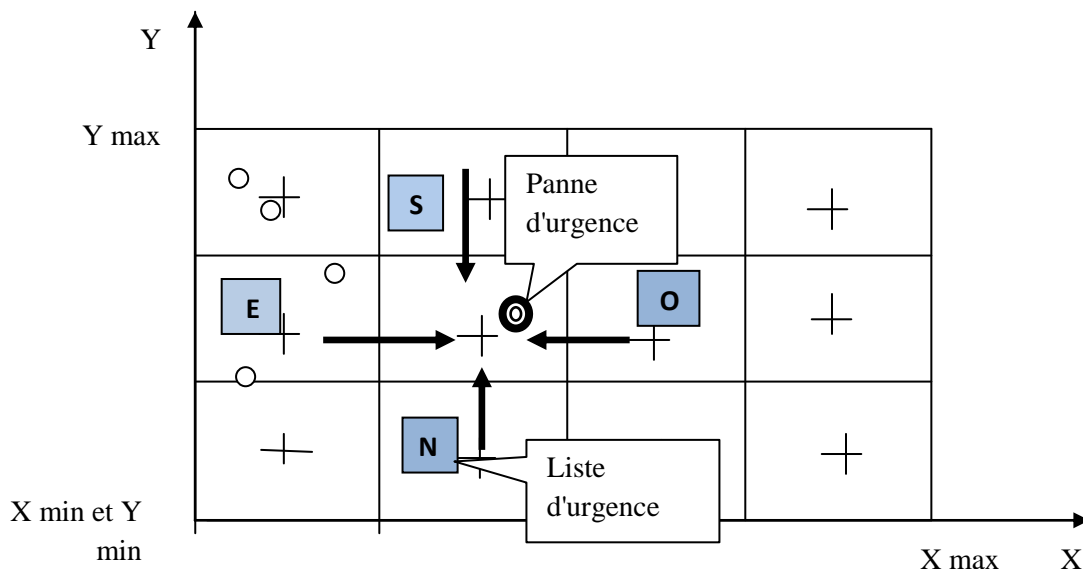 Y
Y max
S
Panne
d'urgence
E
O
N
Liste
d'urgence
X min et Y
min
X max
X